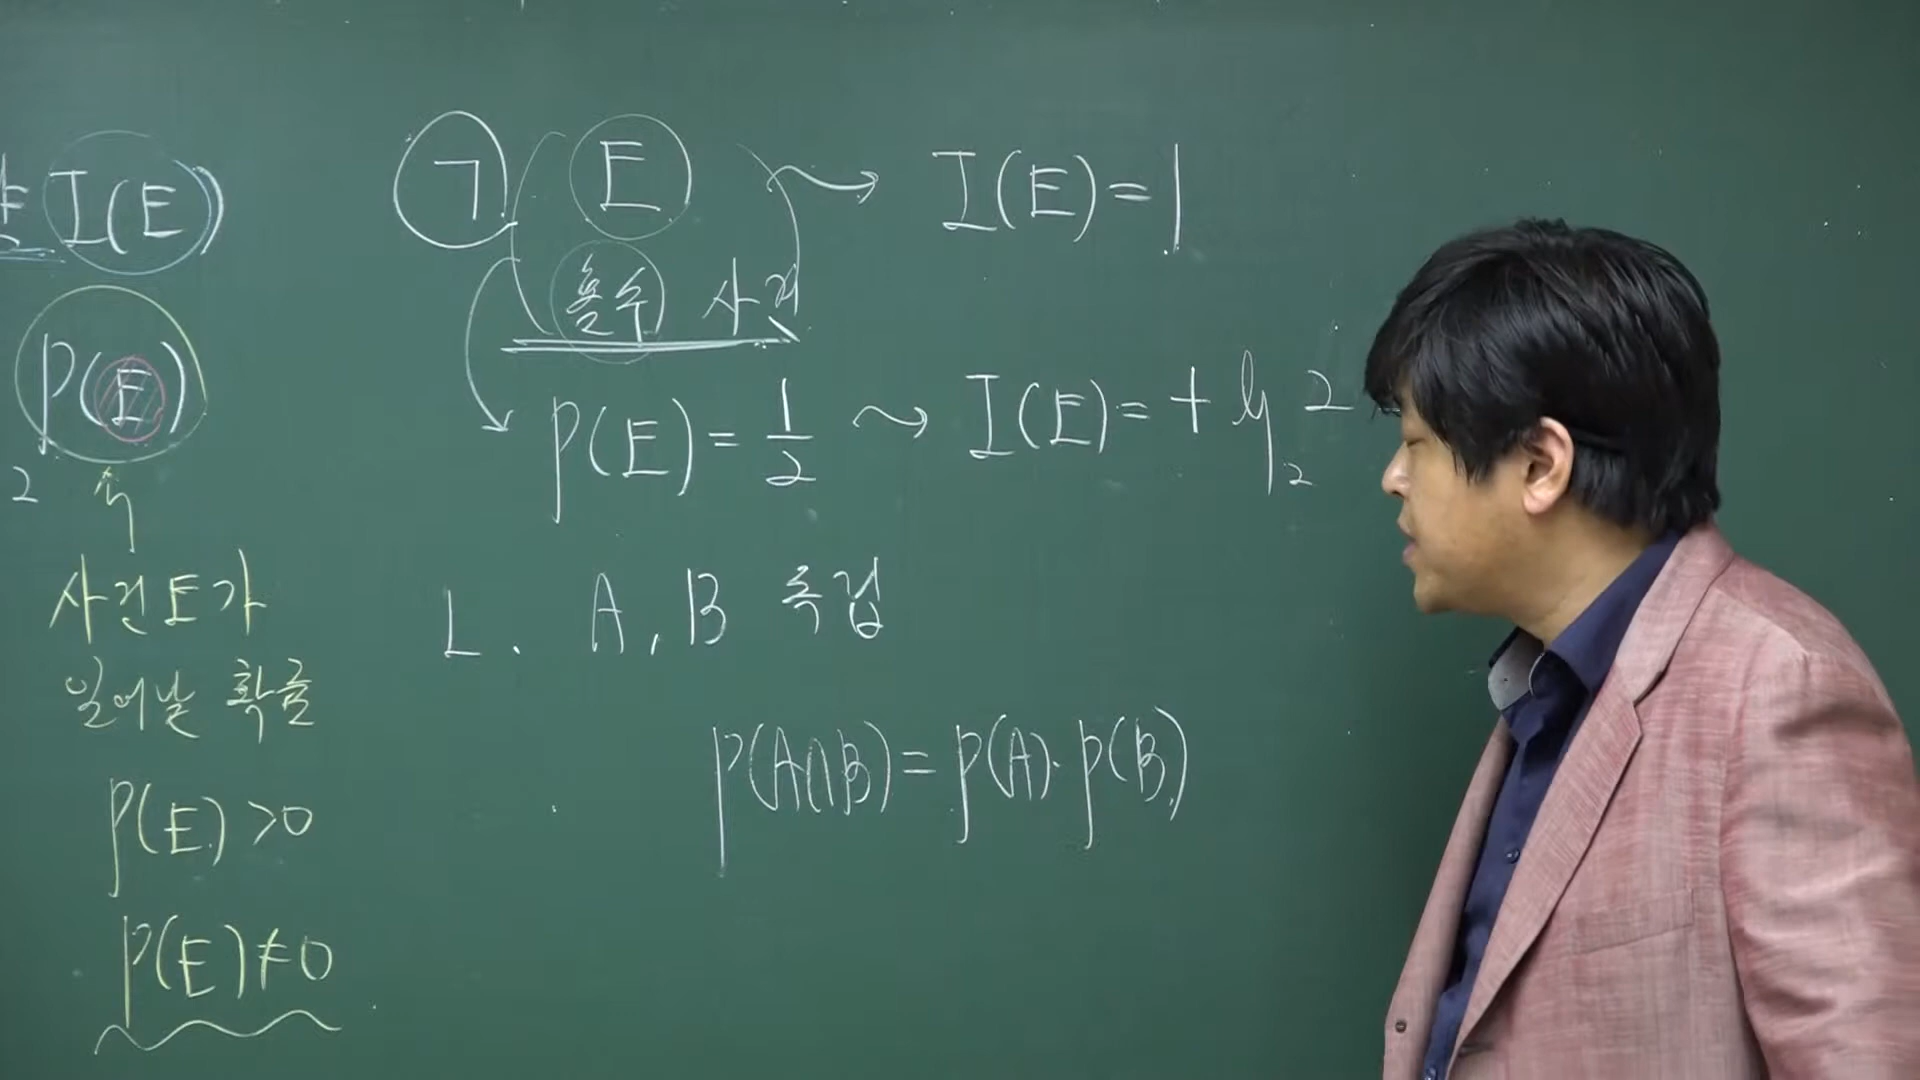 I(E))
P(E)
2
사건 E가
일어날 확률
P(E) > 0
P(E) ≠ 0
ㄱ E I(E) = 1
홀수 사건
P(E) = 1/2 I(E) = + log₂ 2
ㄴ. A, B 독립
P(A∩B) = P(A)·P(B)